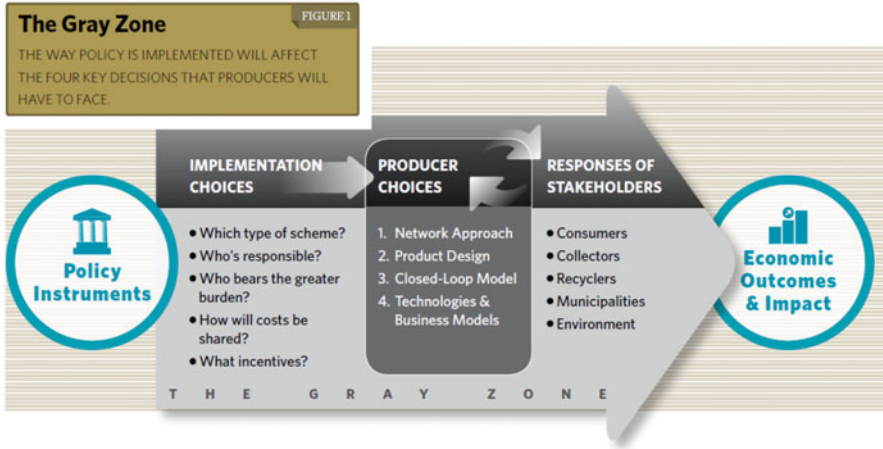 The Gray Zone
FIGURE 1
THE WAY POLICY IS IMPLEMENTED WILL AFFECT
THE FOUR KEY DECISIONS THAT PRODUCERS WILL
HAVE TO FACE.
Policy
Instruments
IMPLEMENTATION
CHOICES
• Which type of scheme?
• Who's responsible?
• Who bears the greater
burden?
• How will costs be
shared?
• What incentives?
PRODUCER
CHOICES
1. Network Approach
2. Product Design
3. Closed-Loop Model
4. Technologies &
Business Models
RESPONSES OF
STAKEHOLDERS
• Consumers
• Collectors
• Recyclers
• Municipalities
• Environment
Economic
Outcomes
& Impact
THE GRAY ZONE